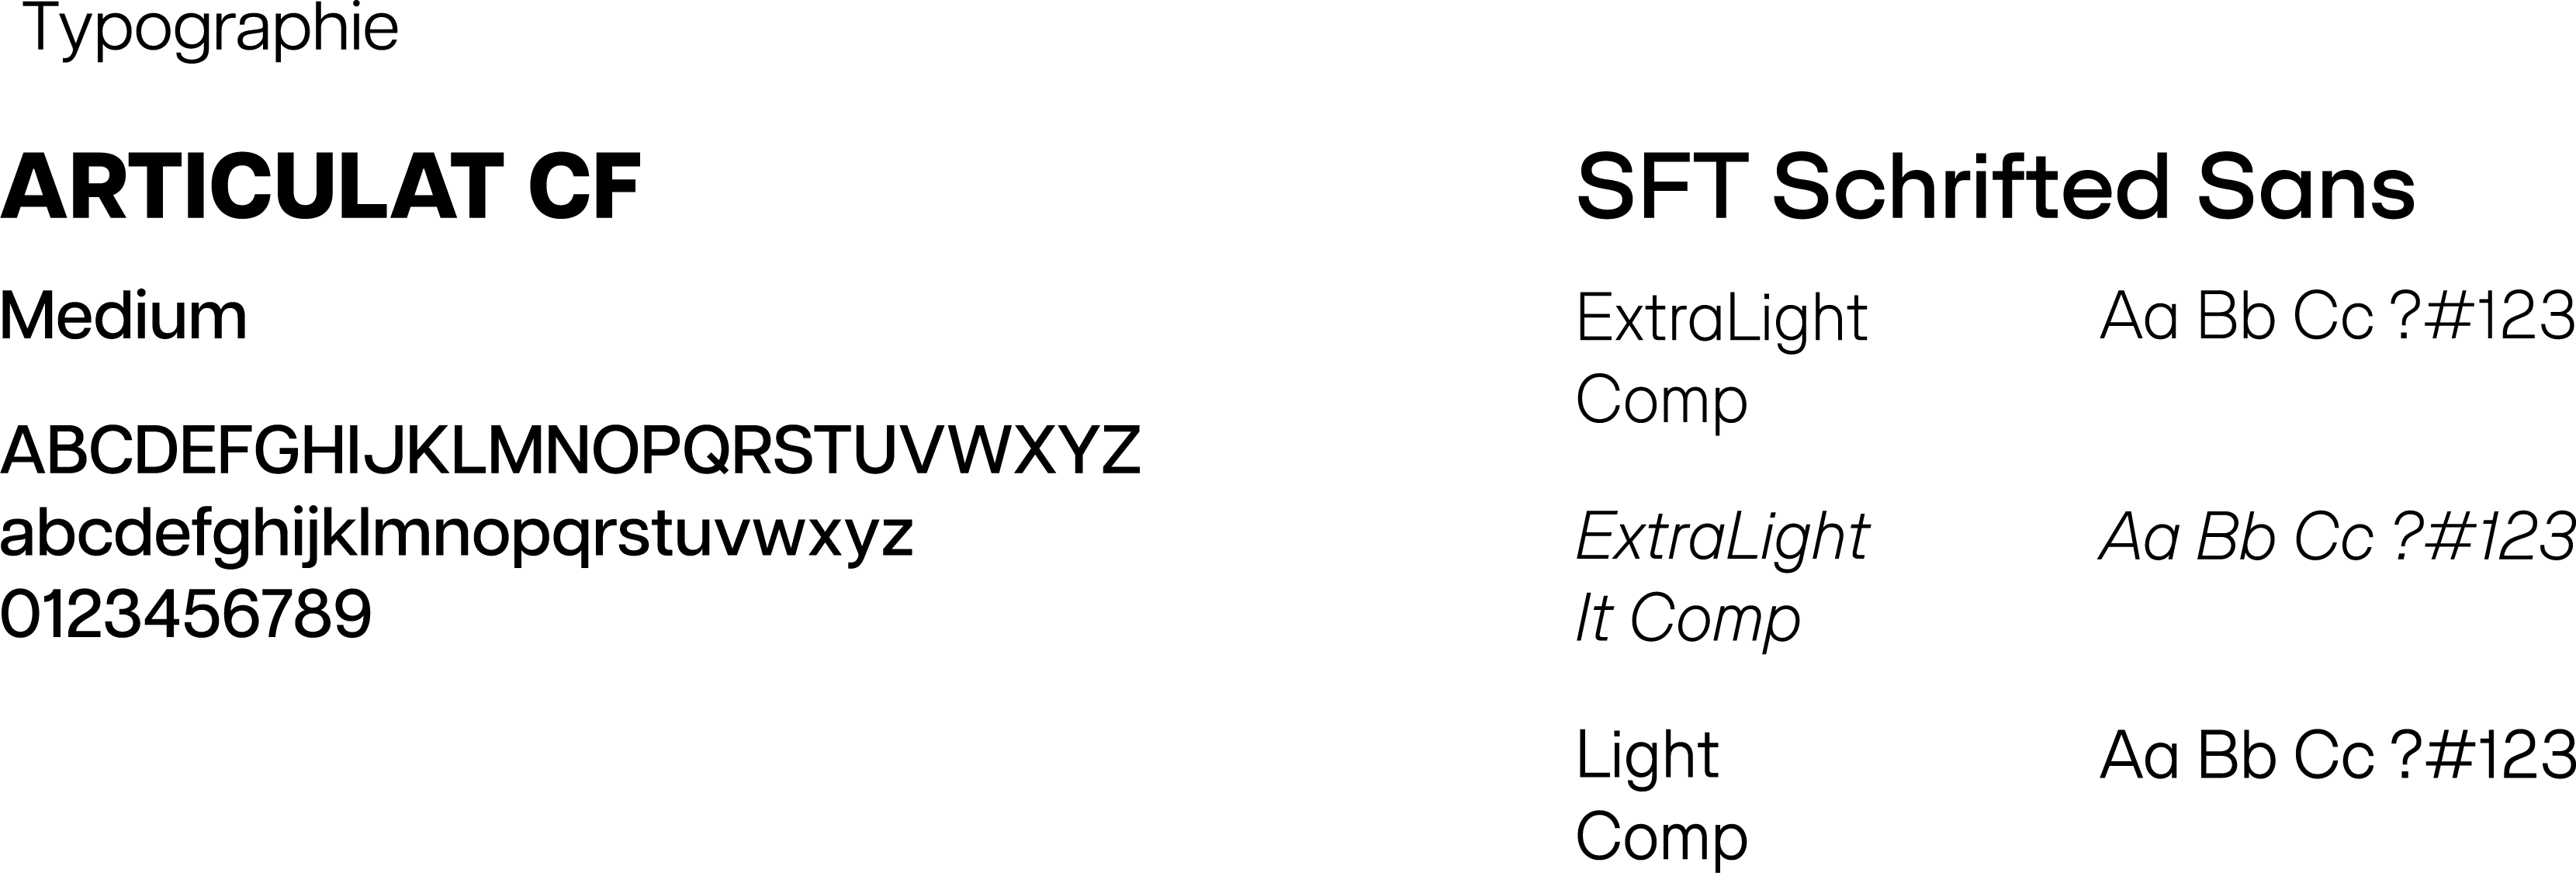 Typographie
ARTICULAT CF
Medium
ABCDEFGHIJKLMNOPQRSTUVWXYZ
abcdefghijklmnopqrstuvwxyz
0123456789
SFT Schrifted Sans
ExtraLight
Comp
Aa Bb Cc ?#123
ExtraLight
It Comp
Aa Bb Cc ?#123
Light
Comp
Aa Bb Cc ?#123